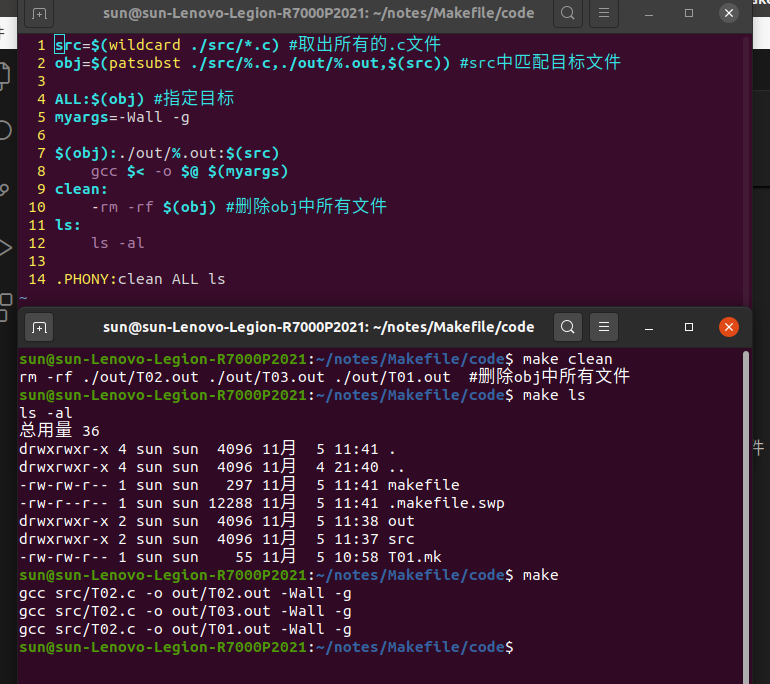 sun@sun-Lenovo-Legion-R7000P2021: ~/notes/Makefile/code
1 src=$(wildcard ./src/*.c) #取出所有的.c文件
2 obj=$(patsubst ./src/%.c,./out/%.out,$(src)) #src中匹配目标文件
3
4 ALL:$(obj) #指定目标
5 myargs=-Wall -g
6
7 $(obj):./out/%.out:$(src)
8     gcc $< -o $@ $(myargs)
9 clean:
10     -rm -rf $(obj) #删除obj中所有文件
11 ls:
12     ls -al
13
14 .PHONY:clean ALL ls
~
sun@sun-Lenovo-Legion-R7000P2021: ~/notes/Makefile/code
sun@sun-Lenovo-Legion-R7000P2021:~/notes/Makefile/code$ make clean
rm -rf ./out/T02.out ./out/T03.out ./out/T01.out  #删除obj中所有文件
sun@sun-Lenovo-Legion-R7000P2021:~/notes/Makefile/code$ make ls
ls -al
总用量 36
drwxrwxr-x 4 sun sun  4096 11月  5 11:41 .
drwxrwxr-x 4 sun sun  4096 11月  4 21:40 ..
-rw-rw-r-- 1 sun sun   297 11月  5 11:41 makefile
-rw-r--r-- 1 sun sun 12288 11月  5 11:41 .makefile.swp
drwxrwxr-x 2 sun sun  4096 11月  5 11:38 out
drwxrwxr-x 2 sun sun  4096 11月  5 11:37 src
-rw-rw-r-- 1 sun sun    55 11月  5 10:58 T01.mk
sun@sun-Lenovo-Legion-R7000P2021:~/notes/Makefile/code$ make
gcc src/T02.c -o out/T02.out -Wall -g
gcc src/T02.c -o out/T03.out -Wall -g
gcc src/T02.c -o out/T01.out -Wall -g
sun@sun-Lenovo-Legion-R7000P2021:~/notes/Makefile/code$
件